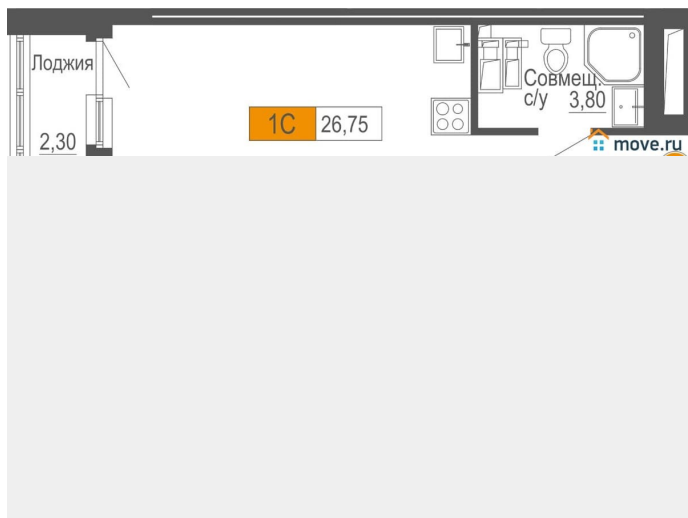 Лоджия
2,30
1С 26,75
Совмещ.
с/у 3,80
move.ru